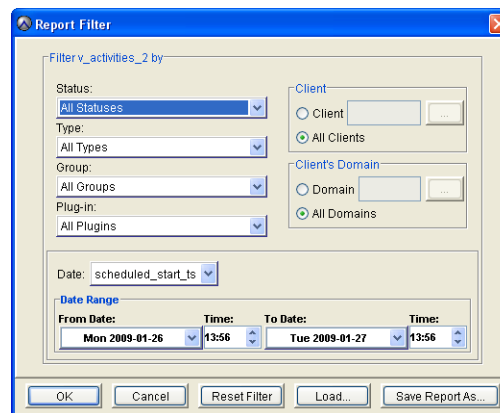 Report Filter
Filter v_activities_2 by
Status:
All Statuses
Type:
All Types
Group:
All Groups
Plug-in:
All Plugins
Client
Client ...
All Clients
Client's Domain
Domain ...
All Domains
Date: scheduled_start_ts
Date Range
From Date: Time: To Date: Time:
Mon 2009-01-26 13:56 Tue 2009-01-27 13:56
OK Cancel Reset Filter Load... Save Report As...